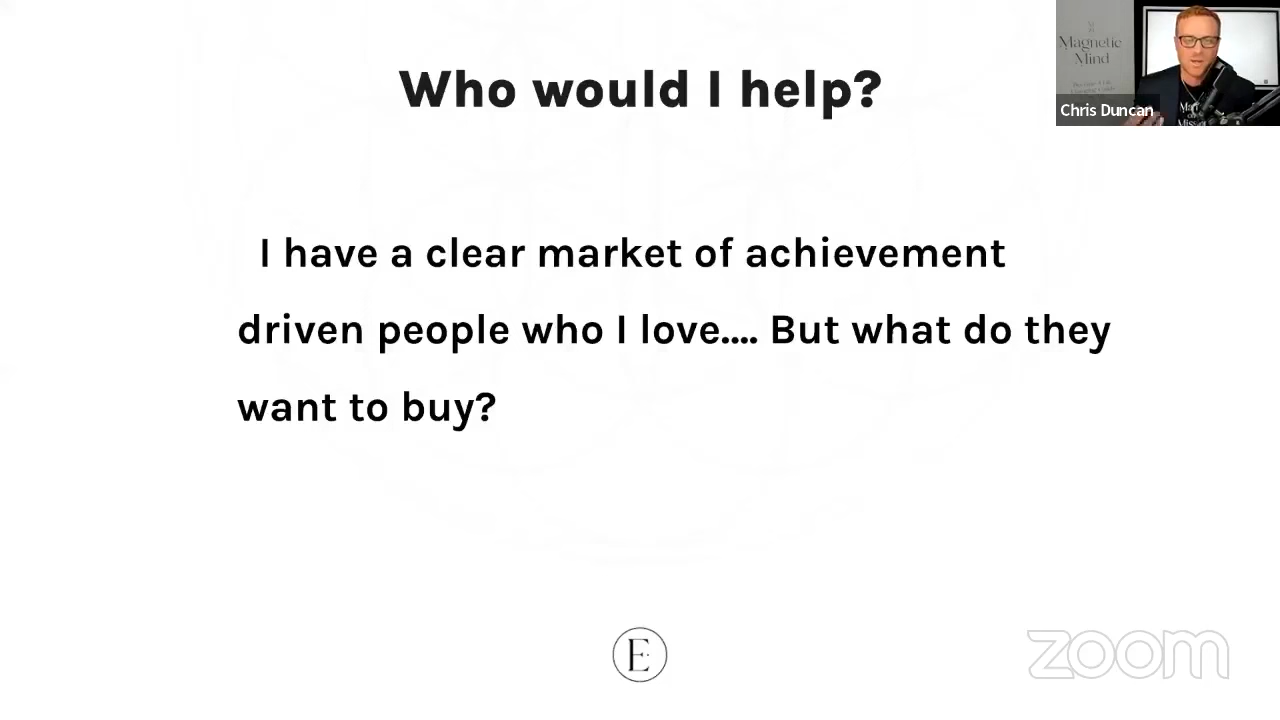 Who would I help?
I have a clear market of achievement
driven people who I love.... But what do they
want to buy?
Magnetic
Mind
Chris Duncan
E
zoom